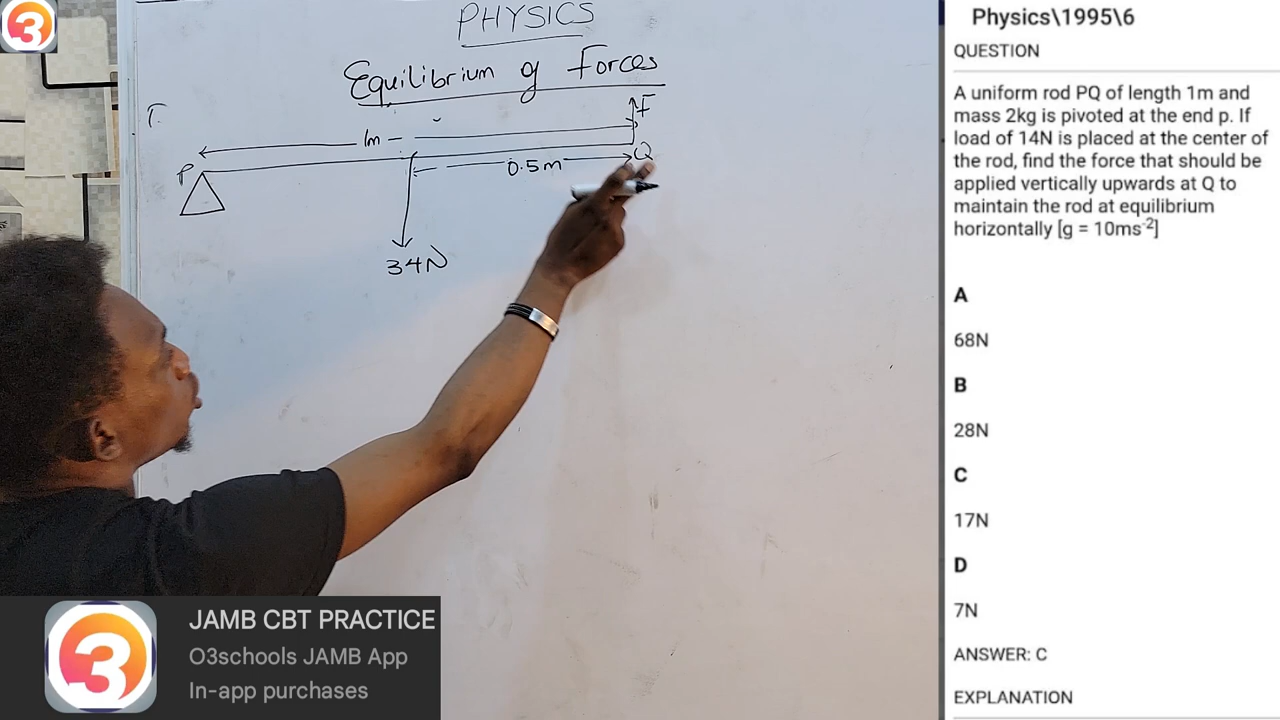 PHYSICS
Equilibrium of Forces
F
1m
P
0.5m
Q
34N
Physics\1995\6
QUESTION
A uniform rod PQ of length 1m and
mass 2kg is pivoted at the end p. If
load of 14N is placed at the center of
the rod, find the force that should be
applied vertically upwards at Q to
maintain the rod at equilibrium
horizontally [g = 10ms⁻²]
A
68N
B
28N
C
17N
D
7N
ANSWER: C
EXPLANATION
3
3
JAMB CBT PRACTICE
O3schools JAMB App
In-app purchases